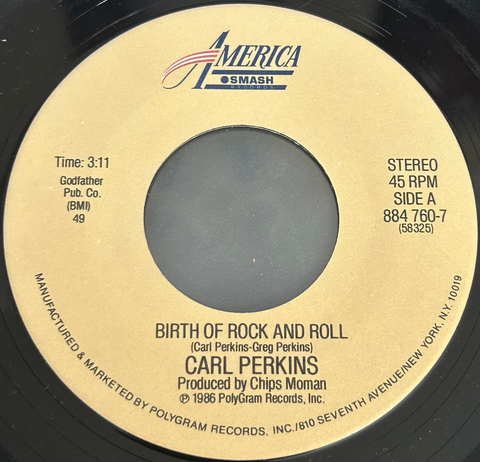 AMERICA
SMASH
RECORDS
Time: 3:11
Godfather
Pub. Co.
(BMI)
49
STEREO
45 RPM
SIDE A
884 760-7
(58325)
BIRTH OF ROCK AND ROLL
(Carl Perkins-Greg Perkins)
CARL PERKINS
Produced by Chips Moman
℗ 1986 PolyGram Records, Inc.
MANUFACTURED & MARKETED BY POLYGRAM RECORDS, INC./810 SEVENTH AVENUE/NEW YORK, N.Y. 10019